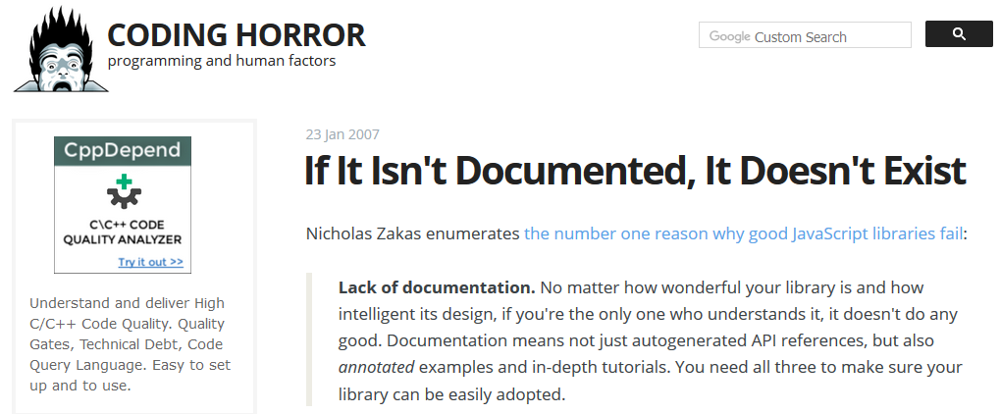 CODING HORROR
programming and human factors
Google Custom Search
CppDepend
C\C++ CODE
QUALITY ANALYZER
Try it out >>
Understand and deliver High
C/C++ Code Quality. Quality
Gates, Technical Debt, Code
Query Language. Easy to set
up and to use.
23 Jan 2007
If It Isn't Documented, It Doesn't Exist
Nicholas Zakas enumerates the number one reason why good JavaScript libraries fail:
Lack of documentation. No matter how wonderful your library is and how
intelligent its design, if you're the only one who understands it, it doesn't do any
good. Documentation means not just autogenerated API references, but also
annotated examples and in-depth tutorials. You need all three to make sure your
library can be easily adopted.